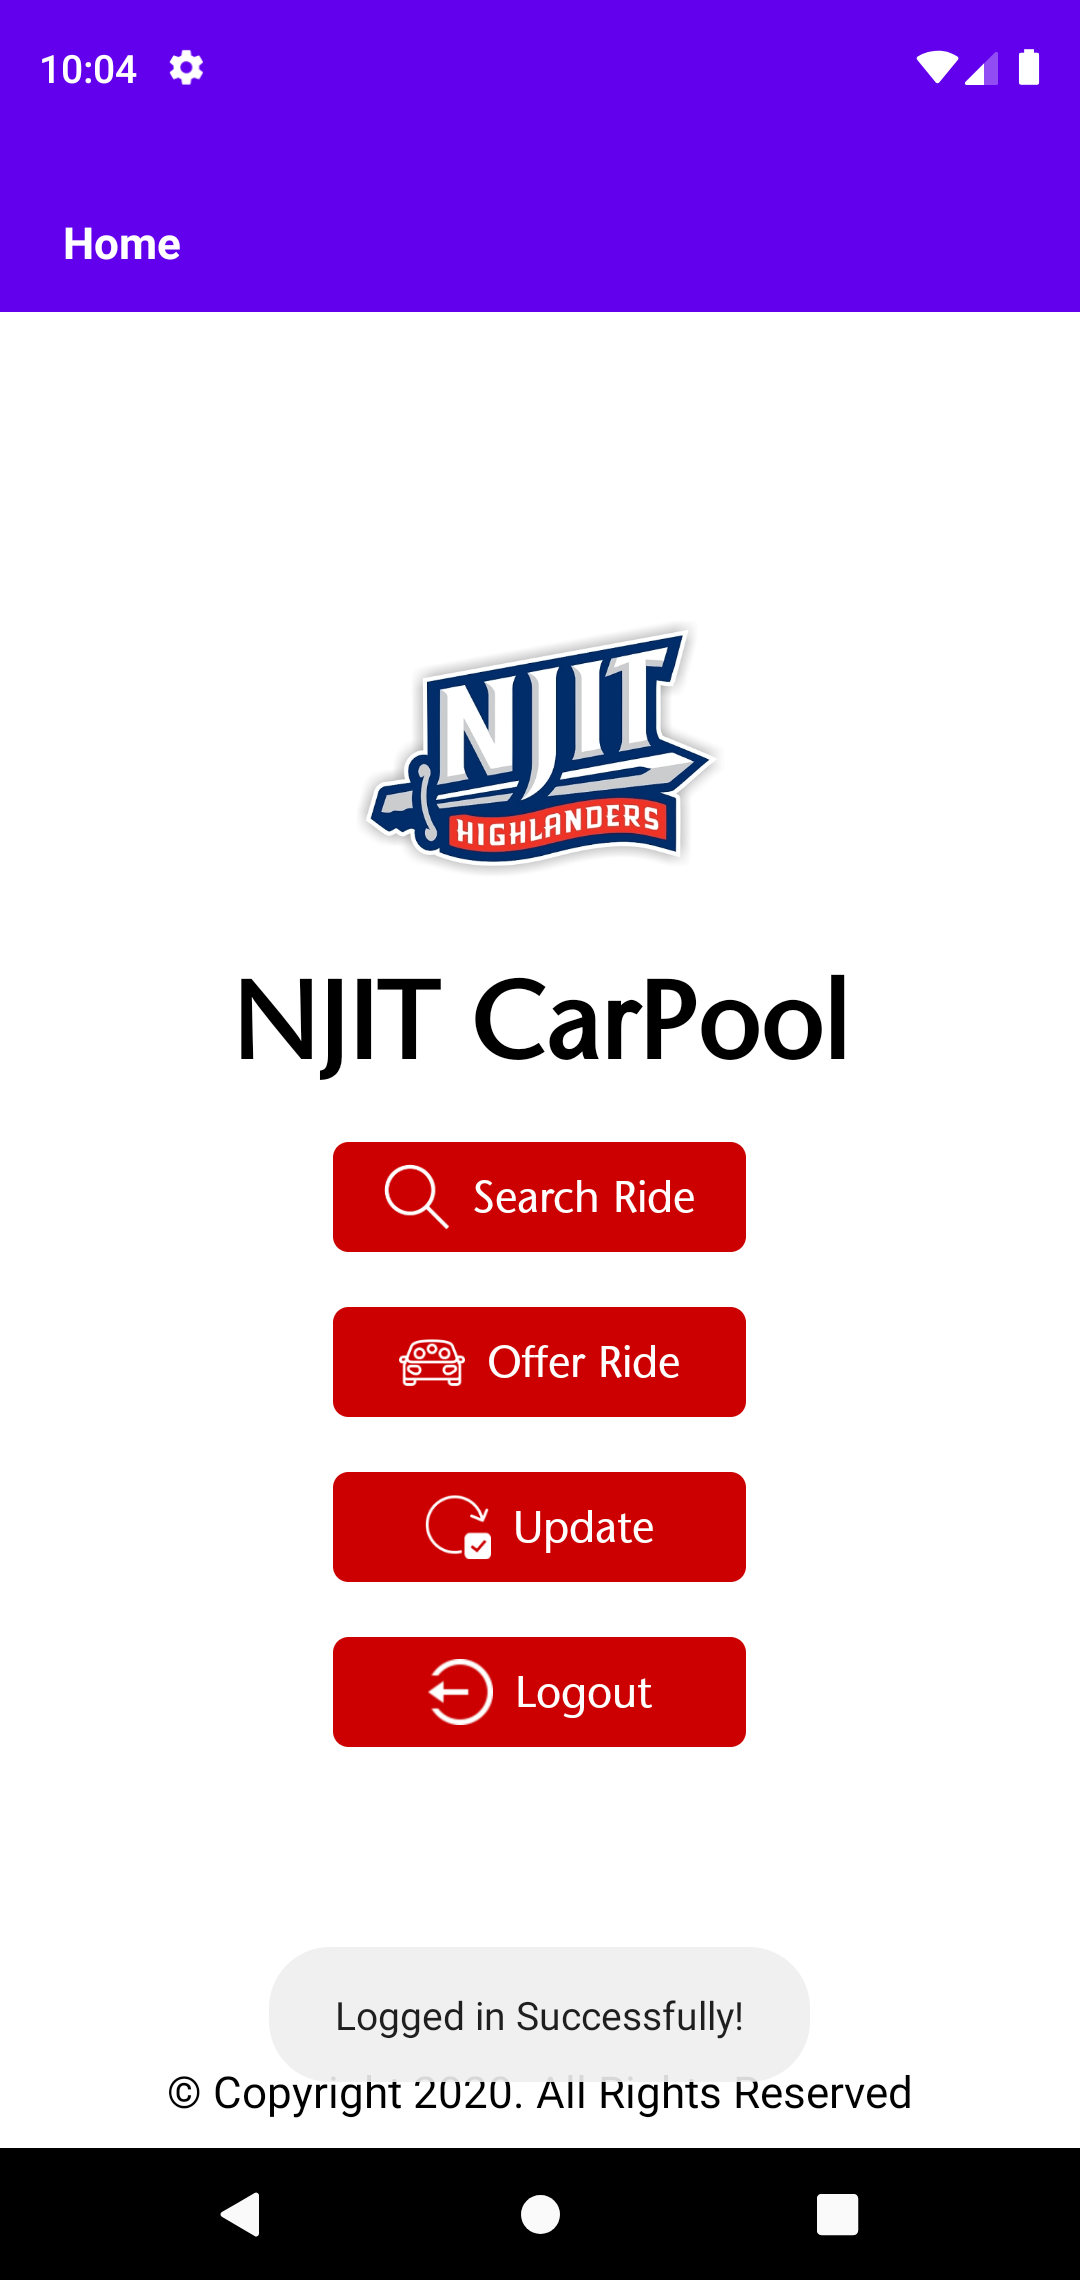 10:04
Home
NJIT
HIGHLANDERS
NJIT CarPool
Search Ride
Offer Ride
Update
Logout
Logged in Successfully!
© Copyright 2020. All Rights Reserved